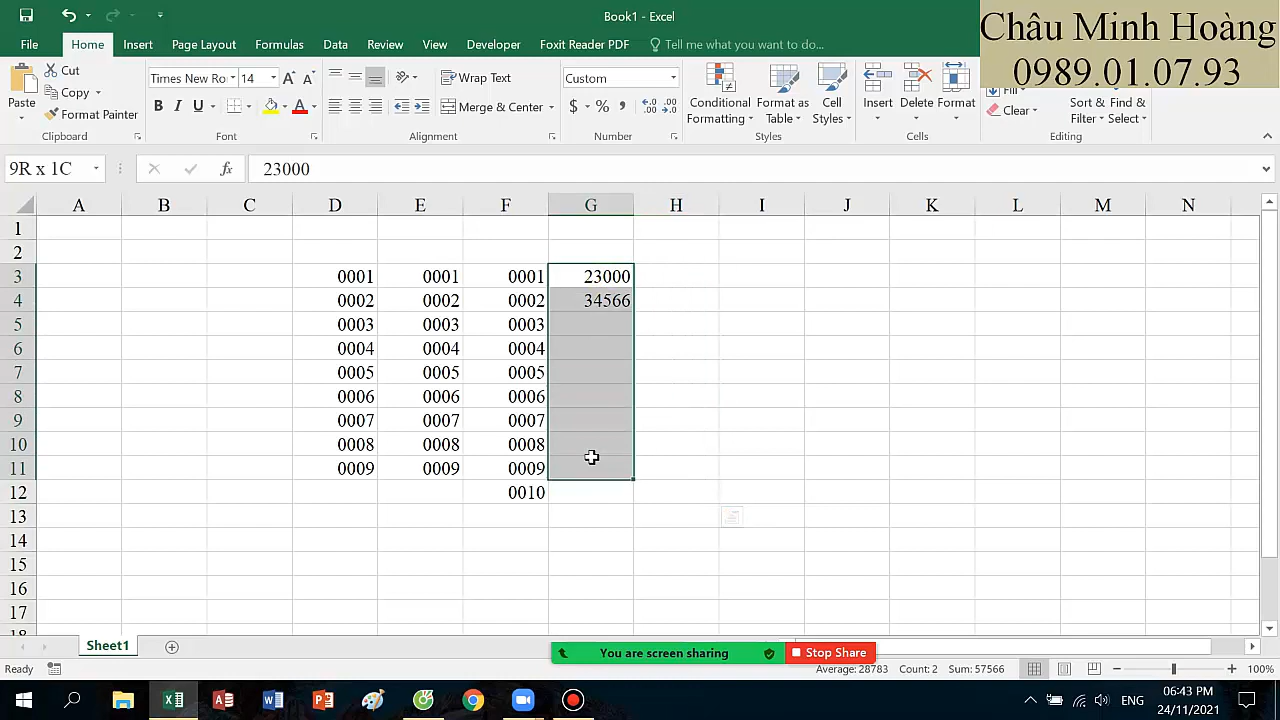 Book1 - Excel
Châu Minh Hoàng
0989.01.07.93
File Home Insert Page Layout Formulas Data Review View Developer Foxit Reader PDF Tell me what you want to do...
Paste
Cut
Copy
Format Painter
Clipboard
Times New Ro 14
B I U
Font
Wrap Text
Merge & Center
Alignment
Custom
$ % ,
Number
Conditional Formatting
Format as Table
Cell Styles
Styles
Insert Delete Format
Cells
Clear
Sort & Filter
Find & Select
Editing
9R x 1C fx 23000
A B C D E F G H I J K L M N
1
2
3 0001 0001 0001 23000
4 0002 0002 0002 34566
5 0003 0003 0003
6 0004 0004 0004
7 0005 0005 0005
8 0006 0006 0006
9 0007 0007 0007
10 0008 0008 0008
11 0009 0009 0009
12 0010
13
14
15
16
17
Sheet1
You are screen sharing Stop Share
Ready Average: 28783 Count: 2 Sum: 57566 100%
ENG 06:43 PM
24/11/2021